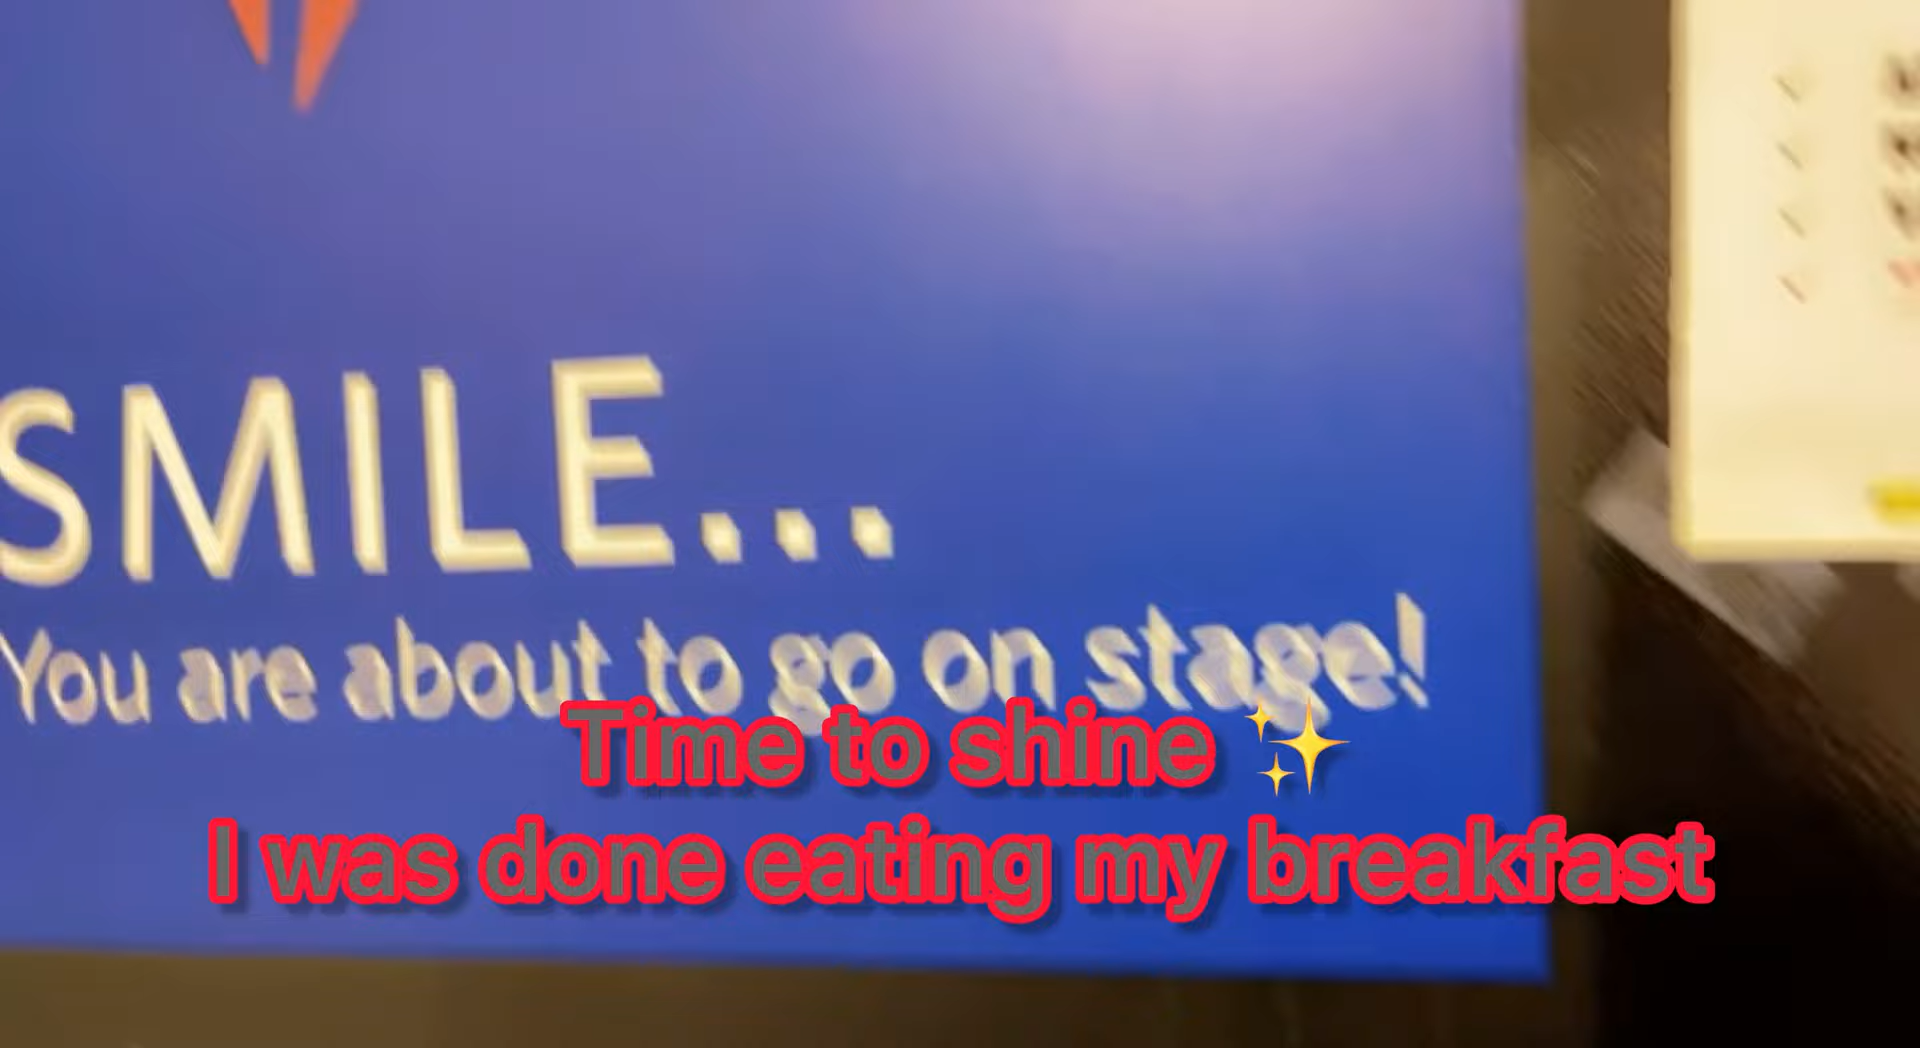 SMILE...
You are about to go on stage!
Time to shine ✨
I was done eating my breakfast